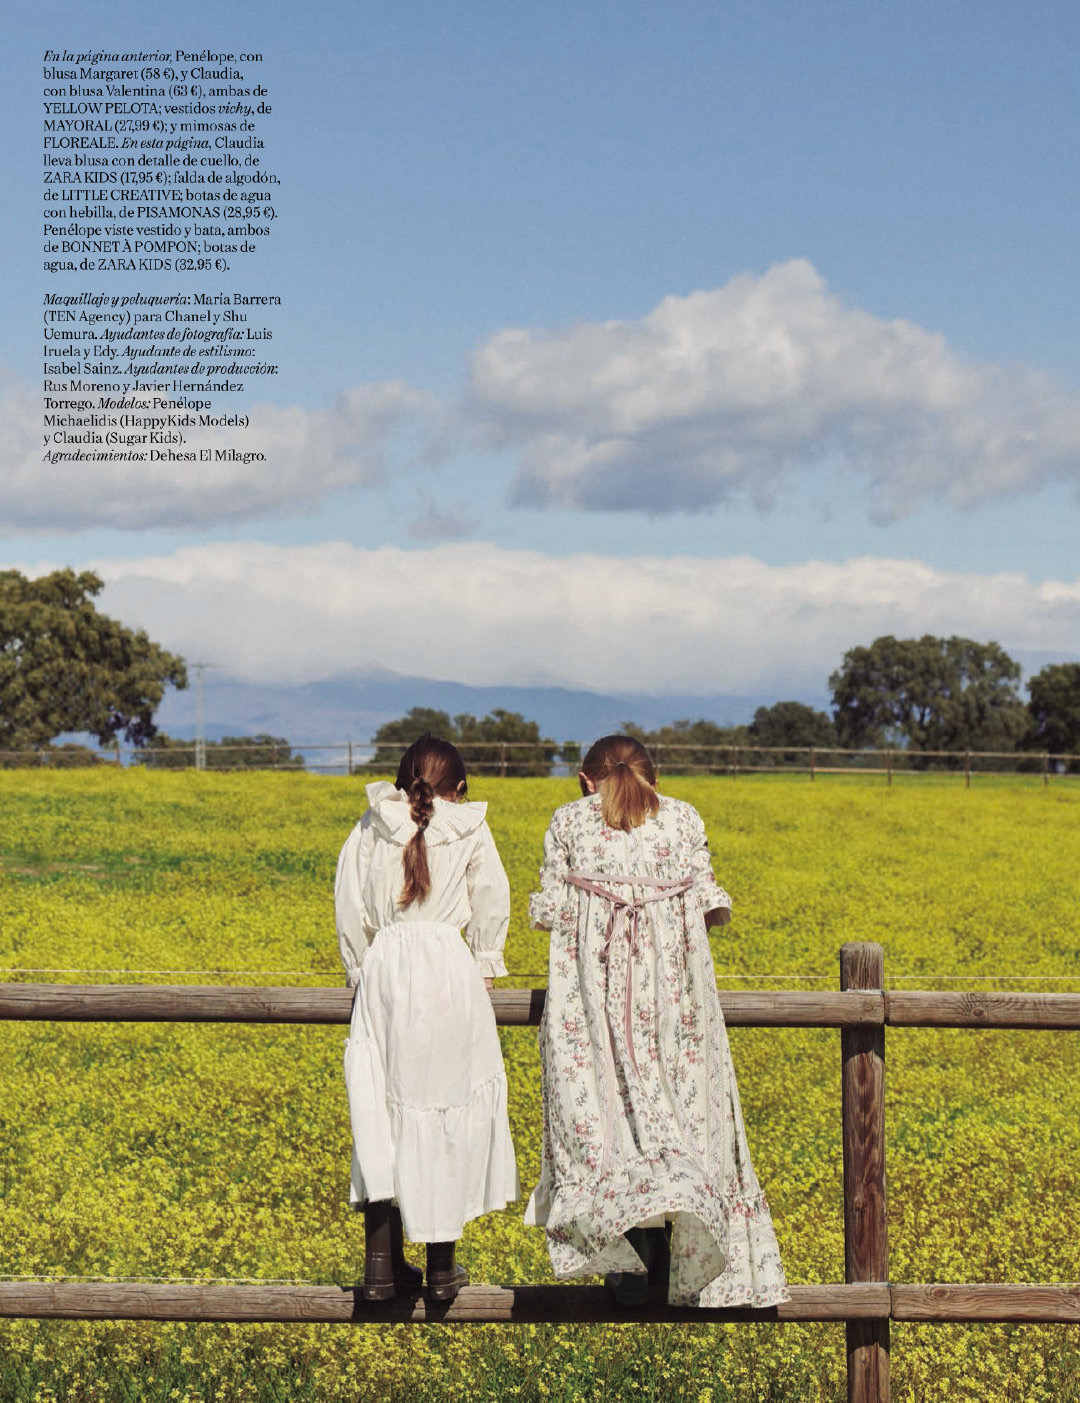 En la página anterior, Penélope, con
blusa Margaret (58 €), y Claudia,
con blusa Valentina (63 €), ambas de
YELLOW PELOTA; vestidos vichy, de
MAYORAL (27,99 €); y mimosas de
FLOREALE. En esta página, Claudia
lleva blusa con detalle de cuello, de
ZARA KIDS (17,95 €); falda de algodón,
de LITTLE CREATIVE; botas de agua
con hebilla, de PISAMONAS (28,95 €).
Penélope viste vestido y bata, ambos
de BONNET À POMPON; botas de
agua, de ZARA KIDS (32,95 €).
Maquillaje y peluquería: María Barrera
(TEN Agency) para Chanel y Shu
Uemura. Ayudantes de fotografía: Luis
Iruela y Edy. Ayudante de estilismo:
Isabel Sainz. Ayudantes de producción:
Rus Moreno y Javier Hernández
Torrego. Modelos: Penélope
Michaelidis (HappyKids Models)
y Claudia (Sugar Kids).
Agradecimientos: Dehesa El Milagro.